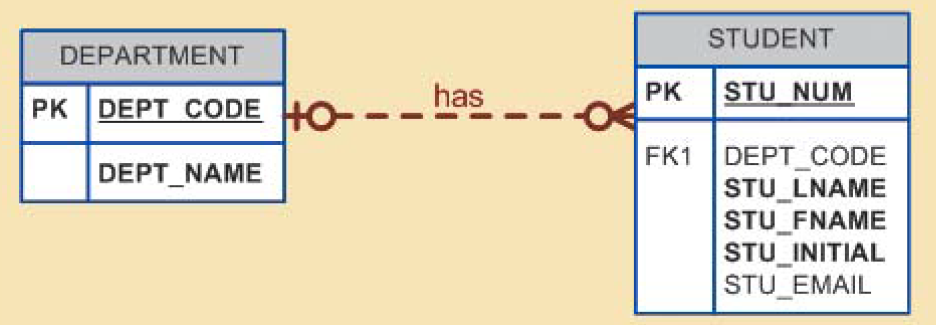 DEPARTMENT
PK DEPT_CODE
DEPT_NAME
has
STUDENT
PK STU_NUM
FK1 DEPT_CODE
STU_LNAME
STU_FNAME
STU_INITIAL
STU_EMAIL